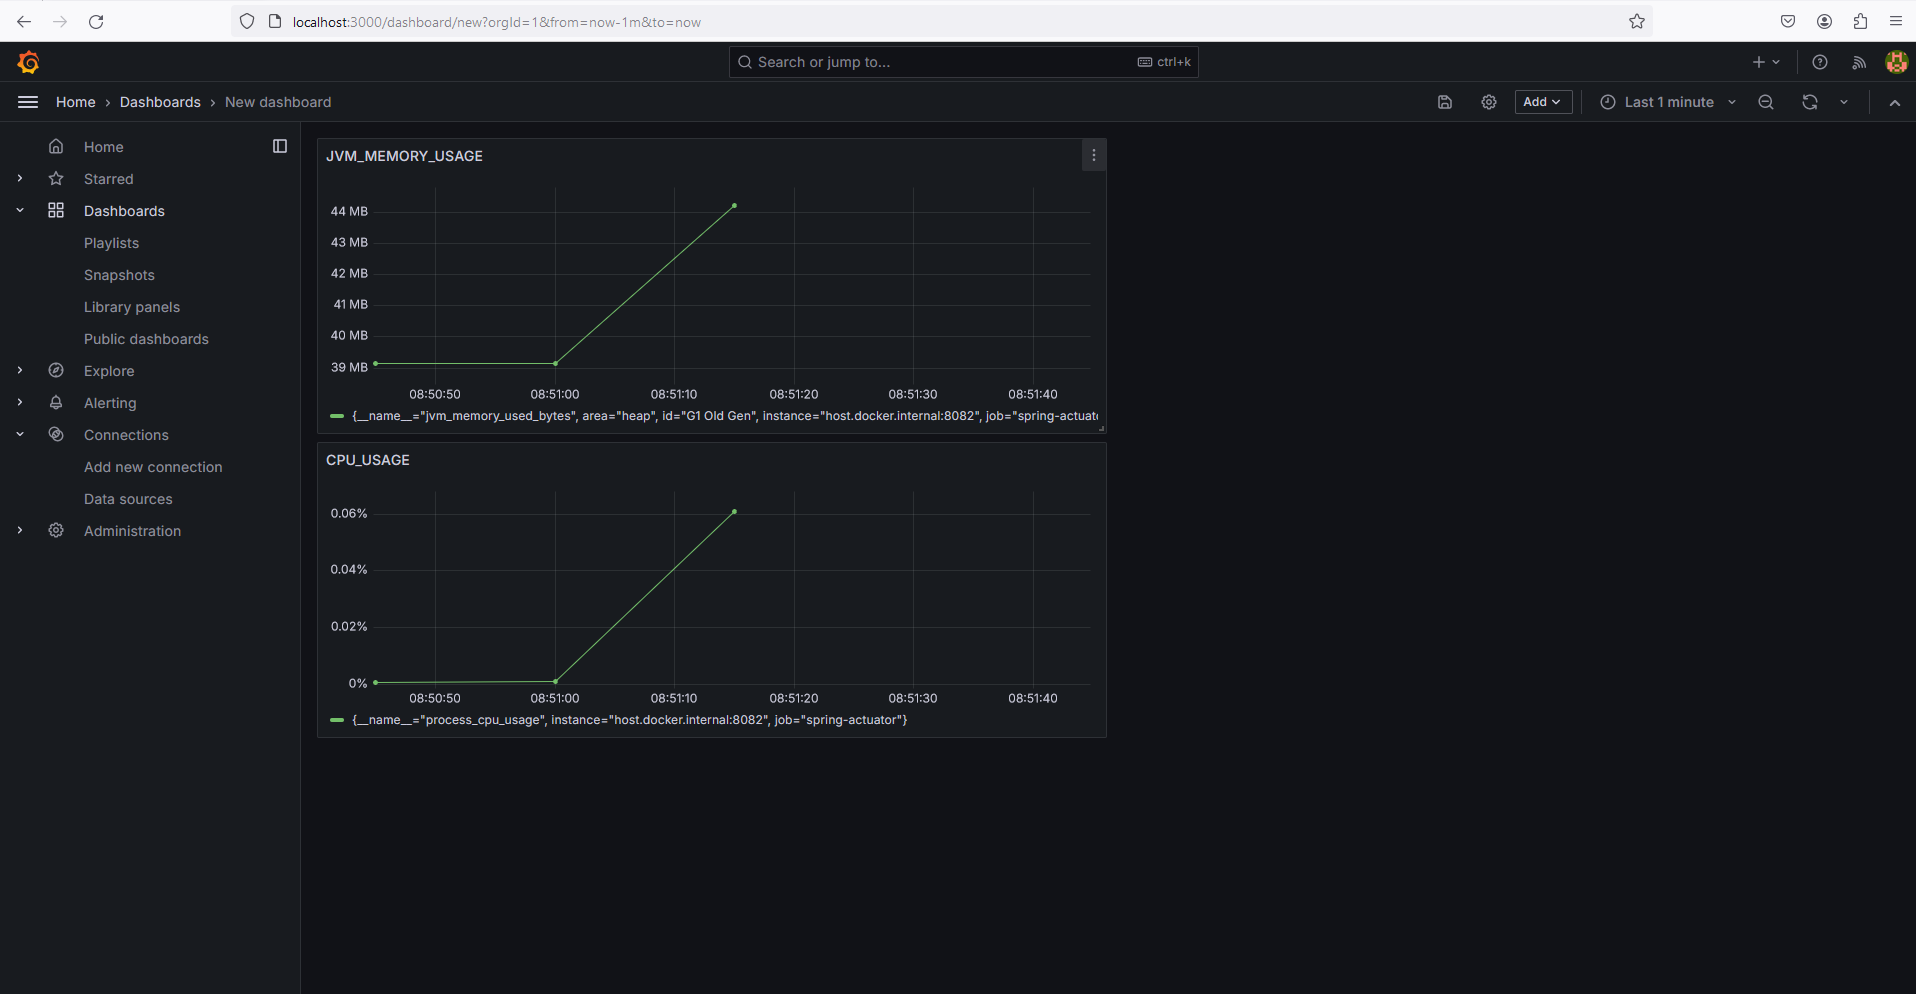 localhost:3000/dashboard/new?orgId=1&from=now-1m&to=now
Search or jump to... ctrl+k
Home › Dashboards › New dashboard
Add
Last 1 minute
Home
Starred
Dashboards
Playlists
Snapshots
Library panels
Public dashboards
Explore
Alerting
Connections
Add new connection
Data sources
Administration
JVM_MEMORY_USAGE
44 MB
43 MB
42 MB
41 MB
40 MB
39 MB
08:50:50 08:51:00 08:51:10 08:51:20 08:51:30 08:51:40
{__name__="jvm_memory_used_bytes", area="heap", id="G1 Old Gen", instance="host.docker.internal:8082", job="spring-actuato
CPU_USAGE
0.06%
0.04%
0.02%
0%
08:50:50 08:51:00 08:51:10 08:51:20 08:51:30 08:51:40
{__name__="process_cpu_usage", instance="host.docker.internal:8082", job="spring-actuator"}